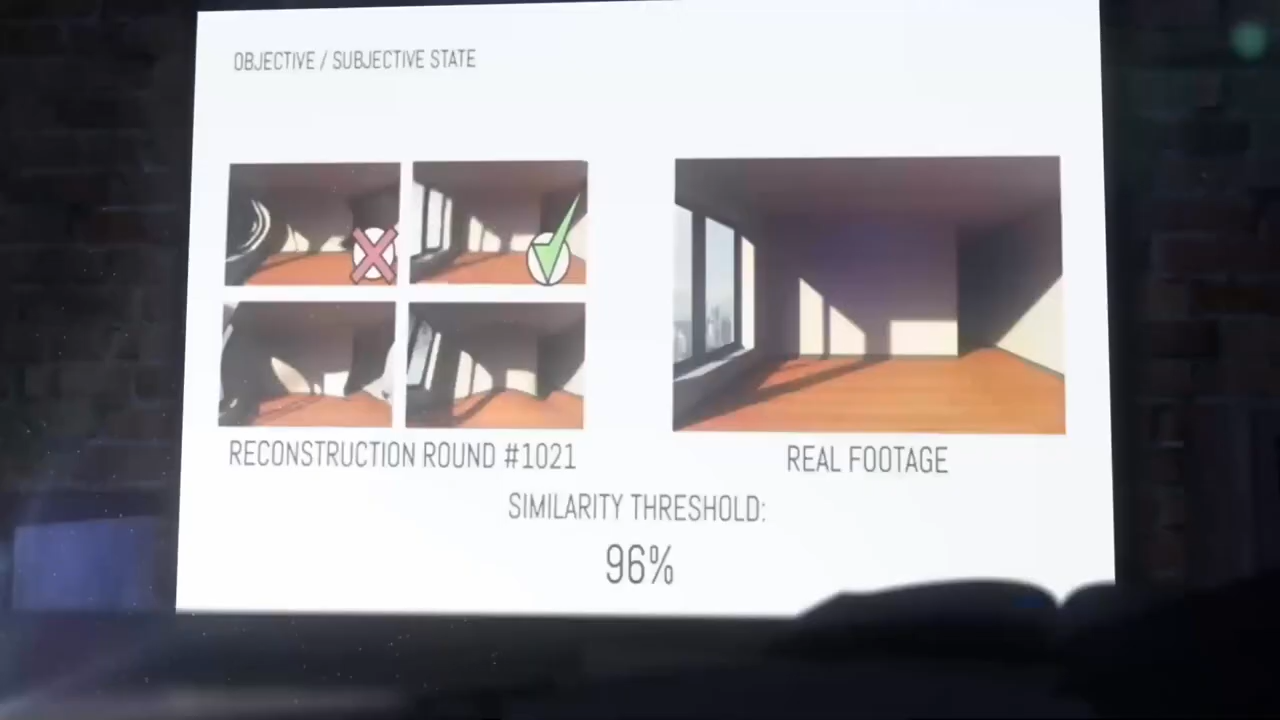 OBJECTIVE / SUBJECTIVE STATE
RECONSTRUCTION ROUND #1021
REAL FOOTAGE
SIMILARITY THRESHOLD:
96%